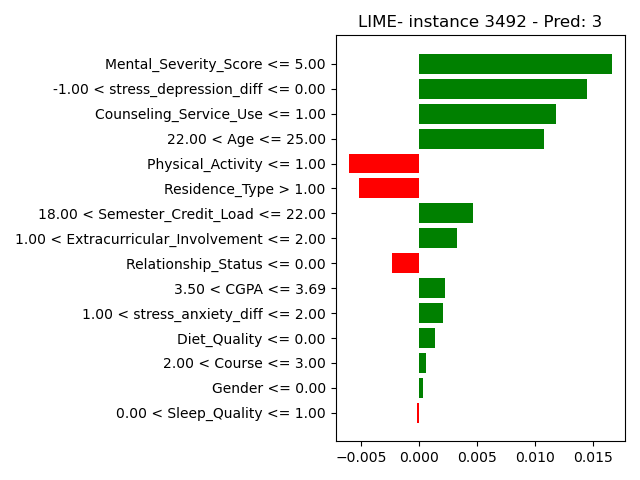 LIME- instance 3492 - Pred: 3
Mental_Severity_Score <= 5.00
-1.00 < stress_depression_diff <= 0.00
Counseling_Service_Use <= 1.00
22.00 < Age <= 25.00
Physical_Activity <= 1.00
Residence_Type > 1.00
18.00 < Semester_Credit_Load <= 22.00
1.00 < Extracurricular_Involvement <= 2.00
Relationship_Status <= 0.00
3.50 < CGPA <= 3.69
1.00 < stress_anxiety_diff <= 2.00
Diet_Quality <= 0.00
2.00 < Course <= 3.00
Gender <= 0.00
0.00 < Sleep_Quality <= 1.00
−0.005 0.000 0.005 0.010 0.015